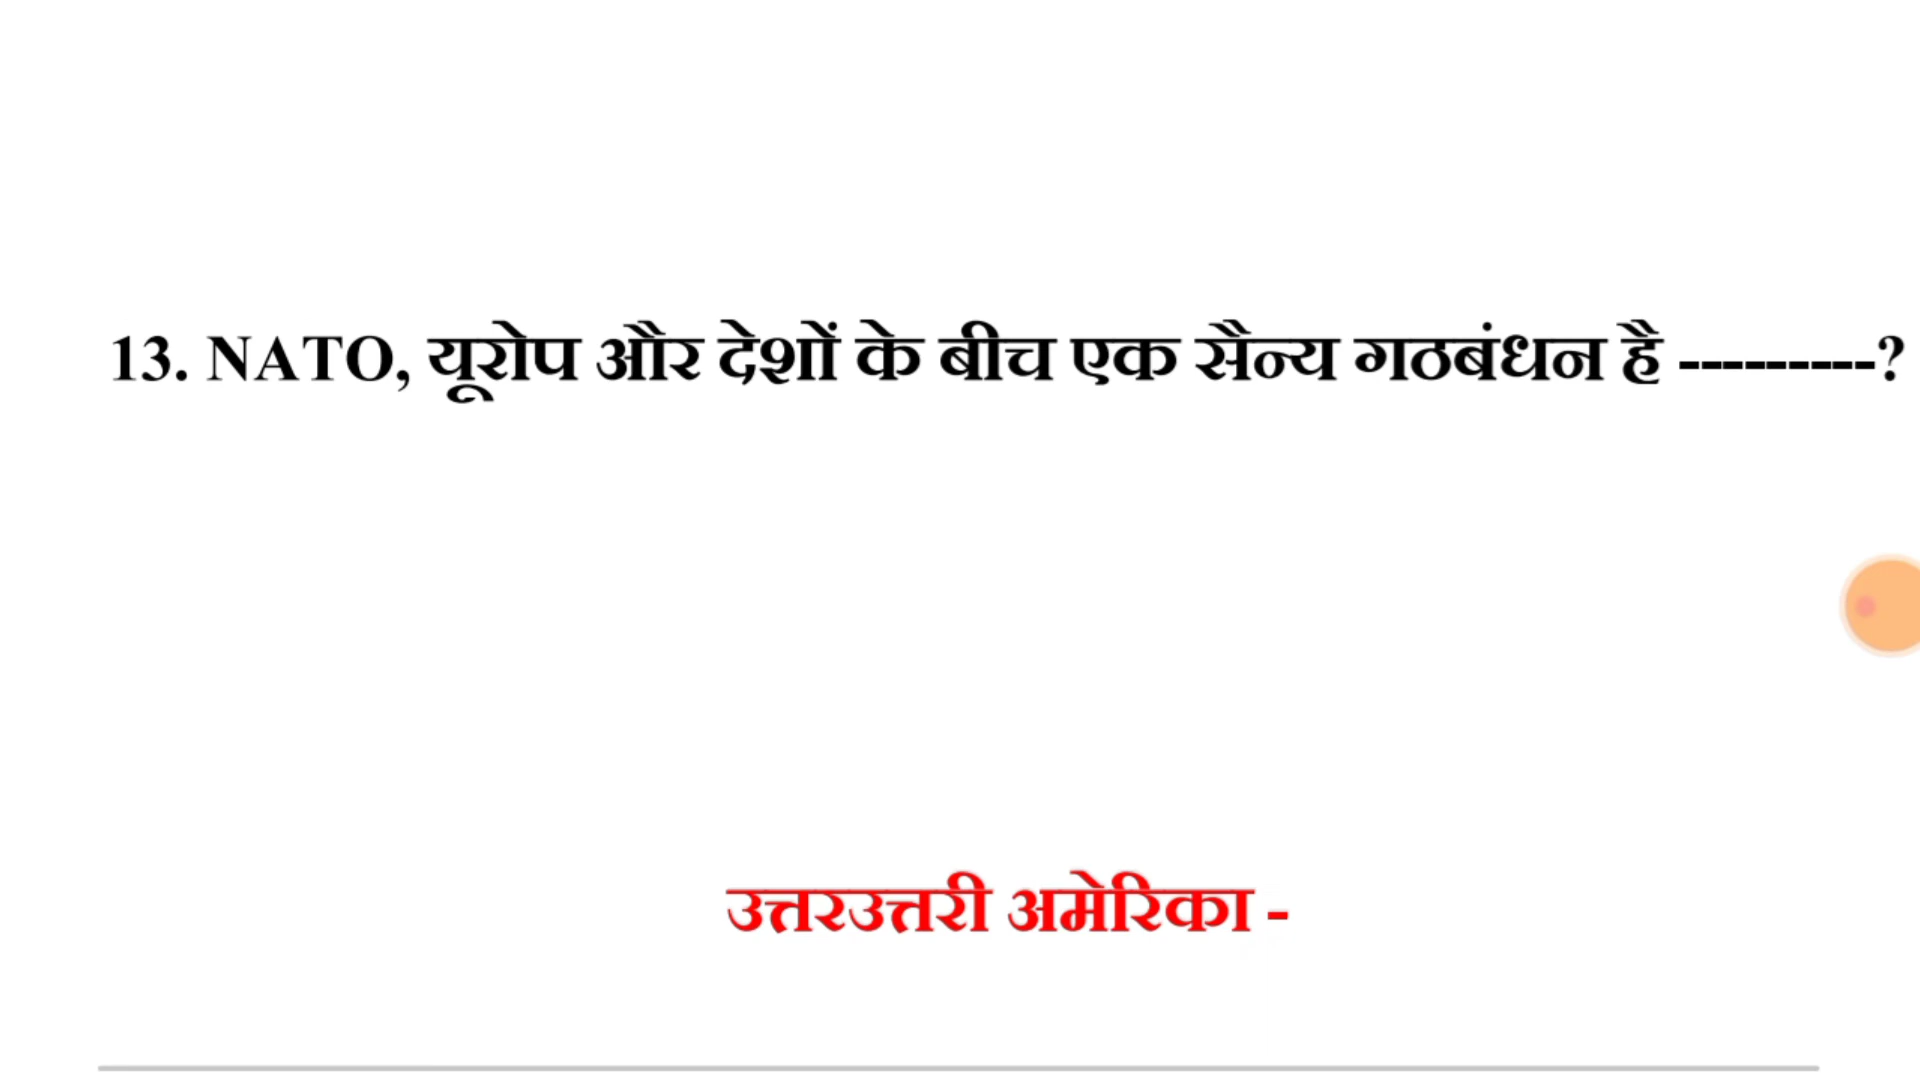 13. NATO, यूरोप और देशों के बीच एक सैन्य गठबंधन है ---------?
उत्तरउत्तरी अमेरिका -